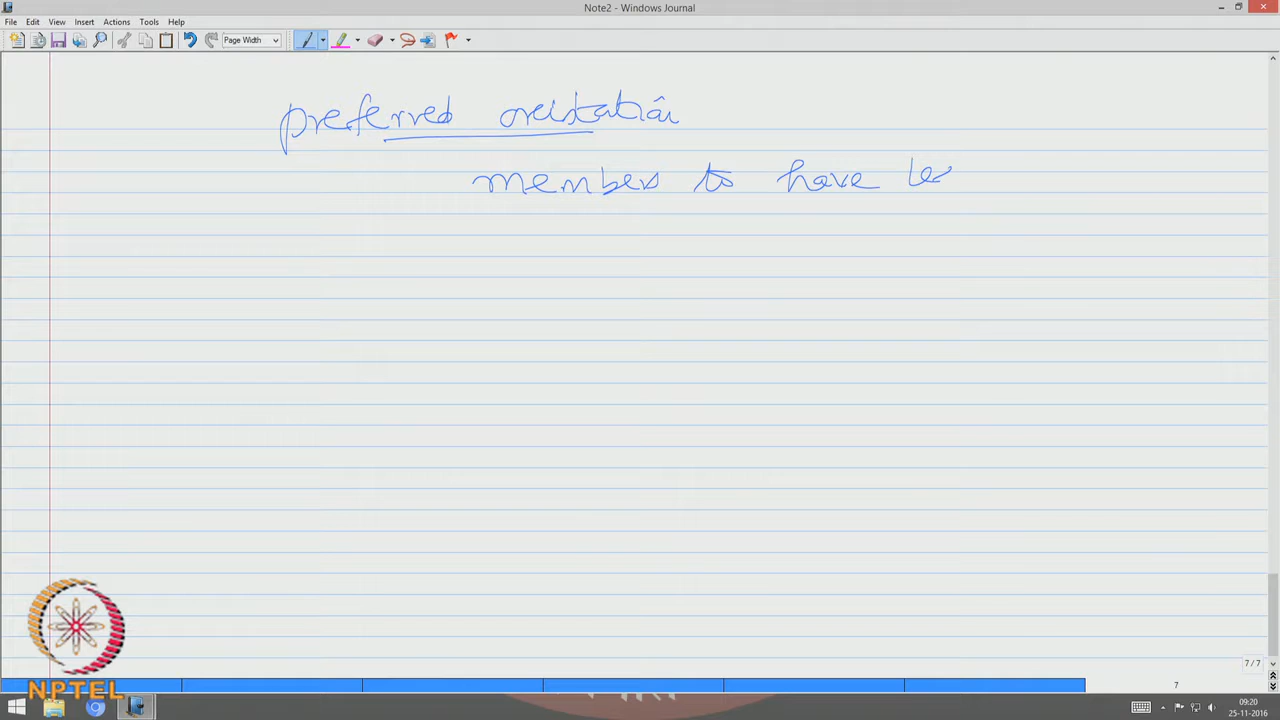 Note2 - Windows Journal
File Edit View Insert Actions Tools Help
Page Width
preferred orientation
members to have
7 / 7
NPTEL
7
09:20
25-11-2016